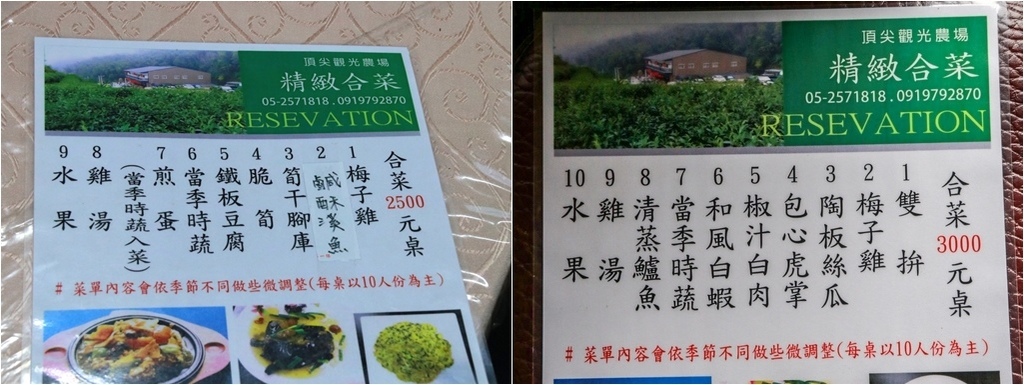 頂尖觀光農場
精緻合菜
05-2571818 . 0919792870
RESEVATION
合菜2500元桌
1 梅子雞
2 鹹酥溪魚
3 筍干腳庫
4 脆筍
5 鐵板豆腐
6 當季時蔬
7 煎蛋
(當季時蔬入菜)
8 雞湯
9 水果
# 菜單內容會依季節不同做些微調整(每桌以10人份為主)
頂尖觀光農場
精緻合菜
05-2571818 . 0919792870
RESEVATION
合菜3000元桌
1 雙拚
2 梅子雞
3 陶板絲瓜
4 包心虎掌
5 椒汁白肉
6 和風白蝦
7 當季時蔬
8 清蒸鱸魚
9 雞湯
10 水果
# 菜單內容會依季節不同做些微調整(每桌以10人份為主)